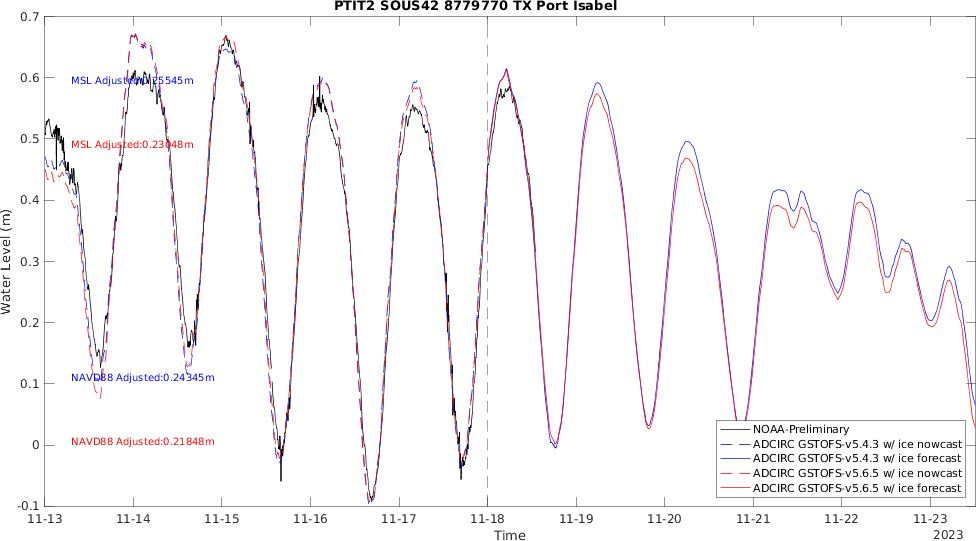 PTIT2 SOUS42 8779770 TX Port Isabel
0.7
0.6
0.5
0.4
0.3
0.2
0.1
0
-0.1
Water Level (m)
MSL Adjusted:0.25545m
MSL Adjusted:0.23048m
NAVD88 Adjusted:0.24345m
NAVD88 Adjusted:0.21848m
NOAA-Preliminary
ADCIRC GSTOFS-v5.4.3 w/ ice nowcast
ADCIRC GSTOFS-v5.4.3 w/ ice forecast
ADCIRC GSTOFS-v5.6.5 w/ ice nowcast
ADCIRC GSTOFS-v5.6.5 w/ ice forecast
11-13 11-14 11-15 11-16 11-17 11-18 11-19 11-20 11-21 11-22 11-23
Time
2023